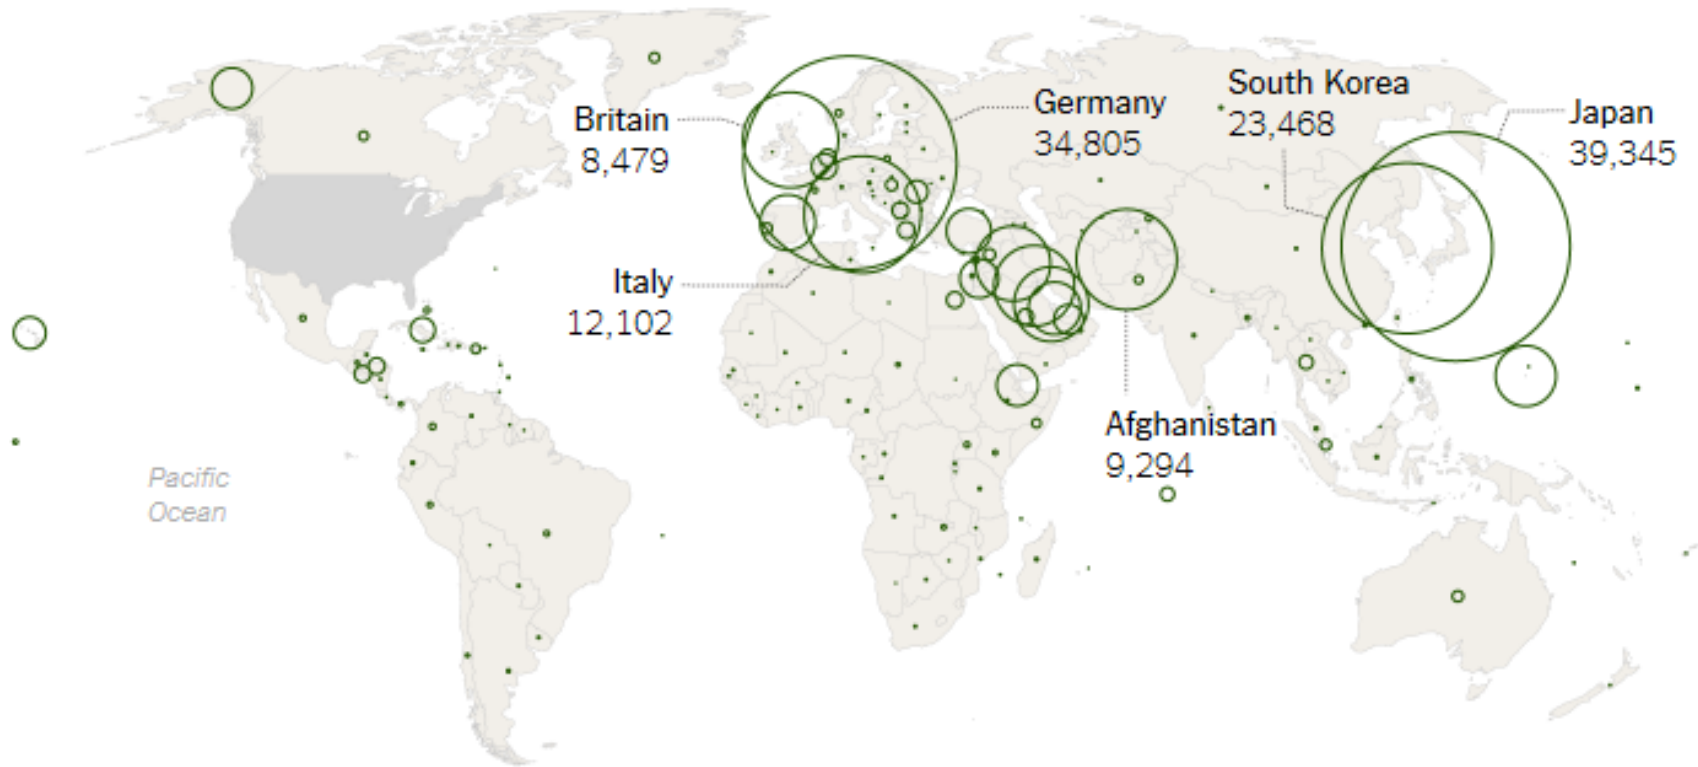 South Korea
23,468
Germany
34,805
Japan
39,345
Britain
8,479
Italy
12,102
Afghanistan
9,294
Pacific
Ocean